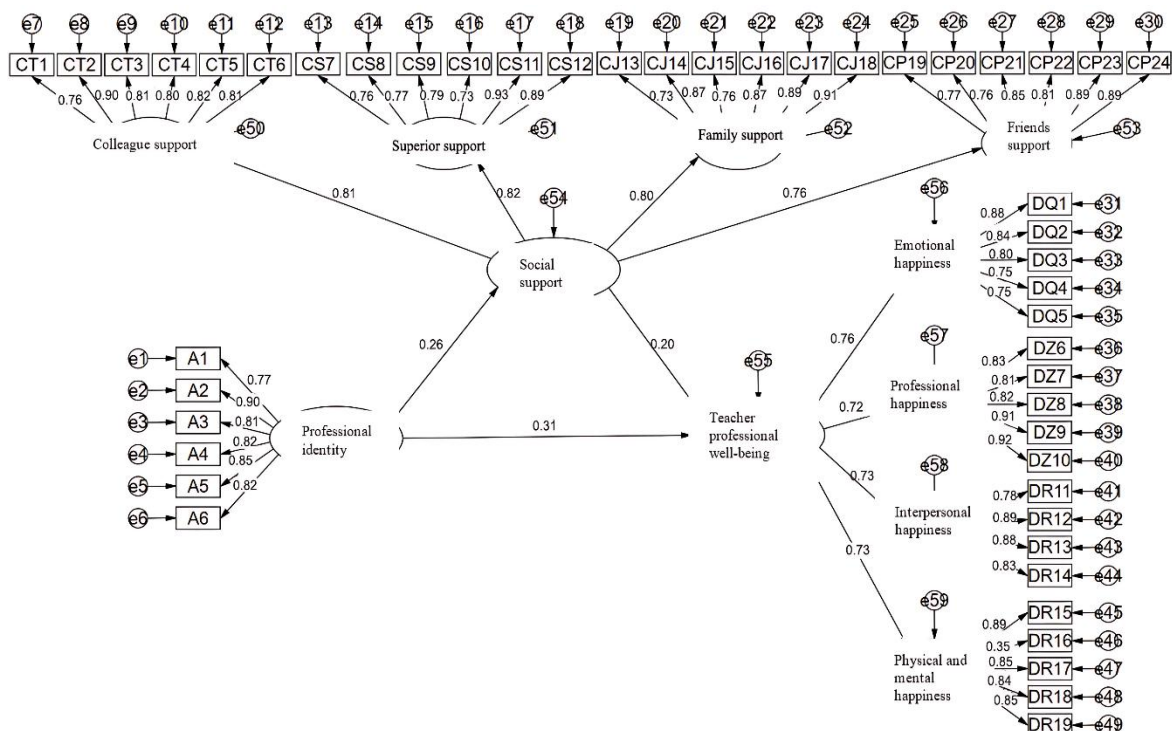 e7 e8 e9 e10 e11 e12 e13 e14 e15 e16 e17 e18 e19 e20 e21 e22 e23 e24 e25 e26 e27 e28 e29 e30
CT1 CT2 CT3 CT4 CT5 CT6 CS7 CS8 CS9 CS10 CS11 CS12 CJ13 CJ14 CJ15 CJ16 CJ17 CJ18 CP19 CP20 CP21 CP22 CP23 CP24
0.76 0.90 0.81 0.80 0.82 0.81 0.76 0.77 0.79 0.73 0.93 0.89 0.73 0.87 0.76 0.87 0.89 0.91 0.77 0.76 0.85 0.81 0.89 0.89
Colleague support
e50
Superior support
e51
Family support
e52
Friends
support
e53
0.81
0.82
0.80
0.76
e54
Social
support
e56
Emotional
happiness
0.88
0.84
0.80
0.75
0.75
DQ1 e31
DQ2 e32
DQ3 e33
DQ4 e34
DQ5 e35
0.26
0.20
0.76
e1 A1
e2 A2
e3 A3
e4 A4
e5 A5
e6 A6
0.77
0.90
0.81
0.82
0.85
0.82
Professional
identity
0.31
e55
Teacher
professional
well-being
e57
Professional
happiness
0.72
0.83
0.81
0.82
0.91
0.92
DZ6 e36
DZ7 e37
DZ8 e38
DZ9 e39
DZ10 e40
0.73
e58
Interpersonal
happiness
0.78
0.89
0.88
0.83
DR11 e41
DR12 e42
DR13 e43
DR14 e44
0.73
e59
Physical and
mental
happiness
0.89
0.35
0.85
0.84
0.85
DR15 e45
DR16 e46
DR17 e47
DR18 e48
DR19 e49